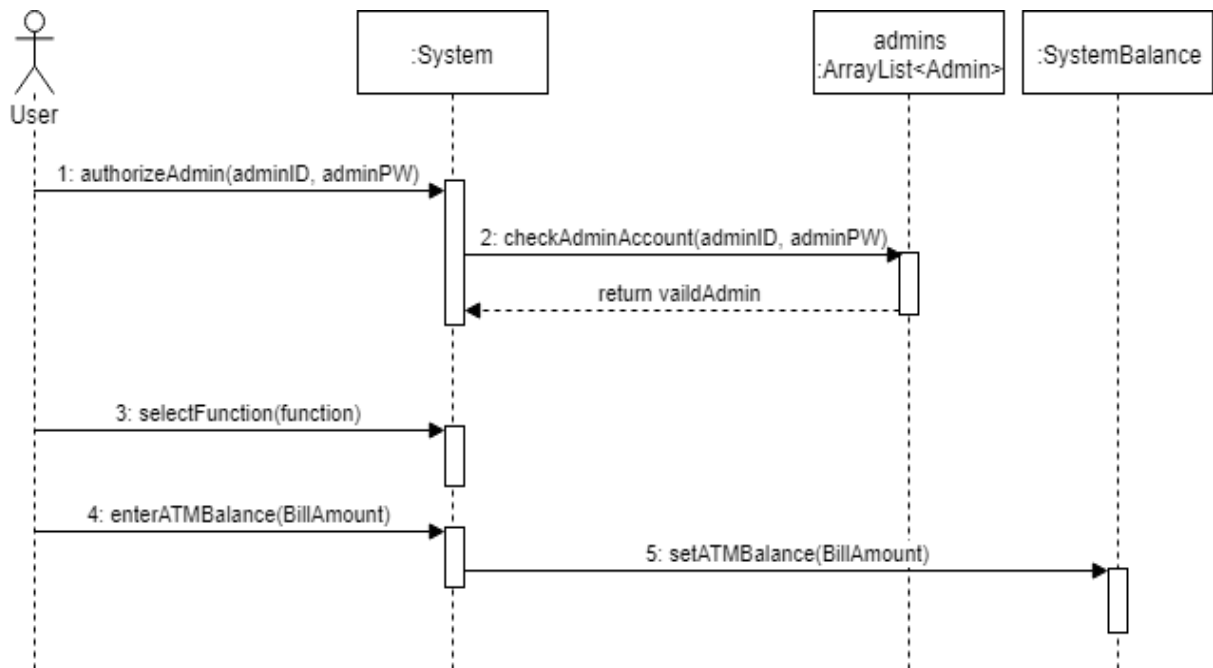 User
:System
admins
:ArrayList<Admin>
:SystemBalance
1: authorizeAdmin(adminID, adminPW)
2: checkAdminAccount(adminID, adminPW)
return vaildAdmin
3: selectFunction(function)
4: enterATMBalance(BillAmount)
5: setATMBalance(BillAmount)